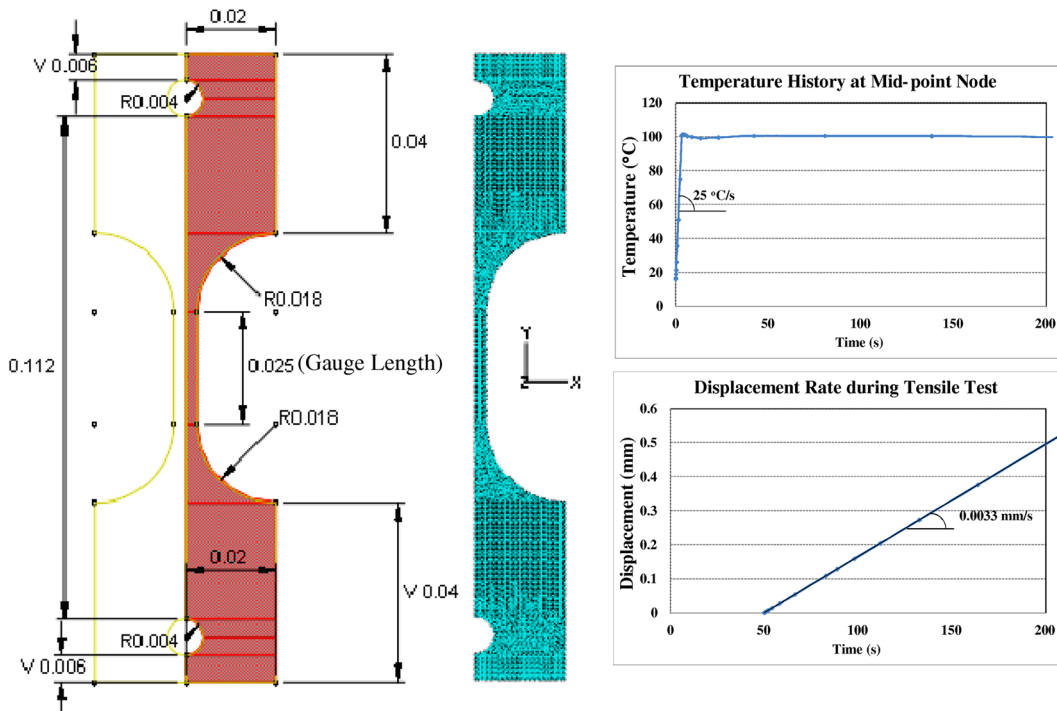 0.02
V 0.006
R0.004
0.04
R0.018
0.112
0.025 (Gauge Length)
R0.018
0.02
V 0.04
R0.004
V 0.006
Y
Z
X
Temperature History at Mid-point Node
Temperature (°C)
120
100
80
60
40
20
0
25 °C/s
0
50
100
150
200
Time (s)
Displacement Rate during Tensile Test
Displacement (mm)
0.6
0.5
0.4
0.3
0.2
0.1
0
0.0033 mm/s
0
50
100
150
200
Time (s)